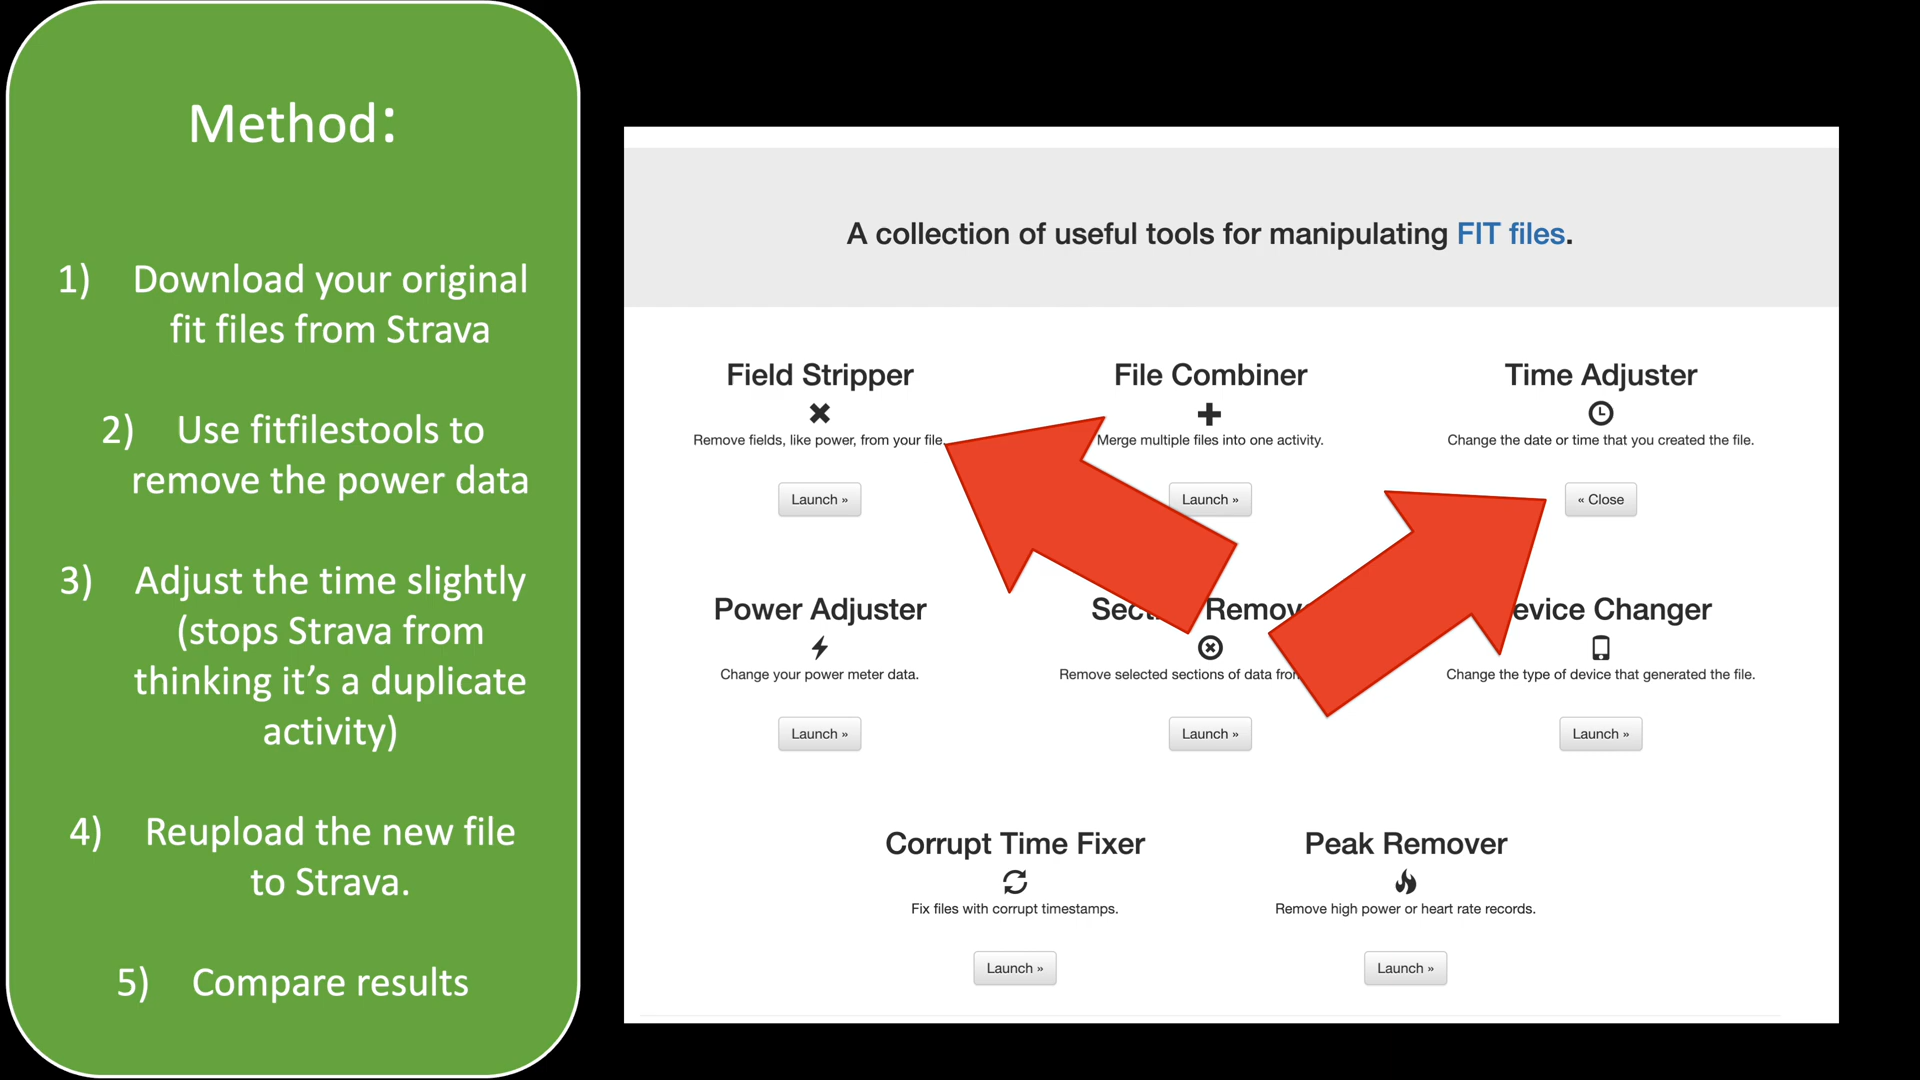 Method:
1) Download your original
fit files from Strava
2) Use fitfilestools to
remove the power data
3) Adjust the time slightly
(stops Strava from
thinking it’s a duplicate
activity)
4) Reupload the new file
to Strava.
5) Compare results
A collection of useful tools for manipulating FIT files.
Field Stripper
Remove fields, like power, from your file.
Launch »
File Combiner
Merge multiple files into one activity.
Launch »
Time Adjuster
Change the date or time that you created the file.
« Close
Power Adjuster
Change your power meter data.
Launch »
Remove selected sections of data
Launch »
Changer
Change the type of device that generated the file.
Launch »
Corrupt Time Fixer
Fix files with corrupt timestamps.
Launch »
Peak Remover
Remove high power or heart rate records.
Launch »